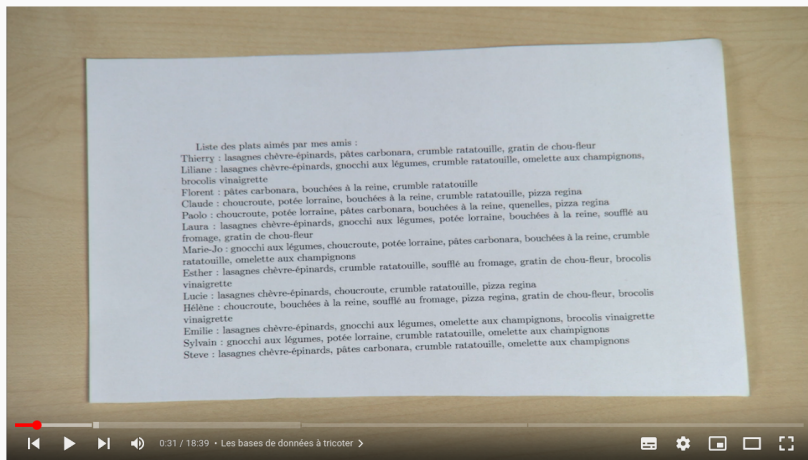 Liste des plats aimés par mes amis :
Thierry : lasagnes chèvre-épinards, pâtes carbonara, crumble ratatouille, gratin de chou-fleur
Liliane : lasagnes chèvre-épinards, gnocchi aux légumes, crumble ratatouille, omelette aux champignons,
brocolis vinaigrette
Florent : pâtes carbonara, bouchées à la reine, crumble ratatouille
Claude : choucroute, potée lorraine, bouchées à la reine, crumble ratatouille, pizza regina
Paolo : choucroute, potée lorraine, pâtes carbonara, bouchées à la reine, quenelles, pizza regina
Laura : lasagnes chèvre-épinards, gnocchi aux légumes, potée lorraine, bouchées à la reine, soufflé au
fromage, gratin de chou-fleur
Marie-Jo : gnocchi aux légumes, choucroute, potée lorraine, pâtes carbonara, bouchées à la reine, crumble
ratatouille, omelette aux champignons
Esther : lasagnes chèvre-épinards, crumble ratatouille, soufflé au fromage, gratin de chou-fleur, brocolis
vinaigrette
Lucie : lasagnes chèvre-épinards, choucroute, crumble ratatouille, pizza regina
Hélène : choucroute, bouchées à la reine, soufflé au fromage, pizza regina, gratin de chou-fleur, brocolis
vinaigrette
Emilie : lasagnes chèvre-épinards, gnocchi aux légumes, omelette aux champignons, brocolis vinaigrette
Sylvain : gnocchi aux légumes, potée lorraine, crumble ratatouille, omelette aux champignons
Steve : lasagnes chèvre-épinards, pâtes carbonara, crumble ratatouille, omelette aux champignons
0:31 / 18:39 • Les bases de données à tricoter